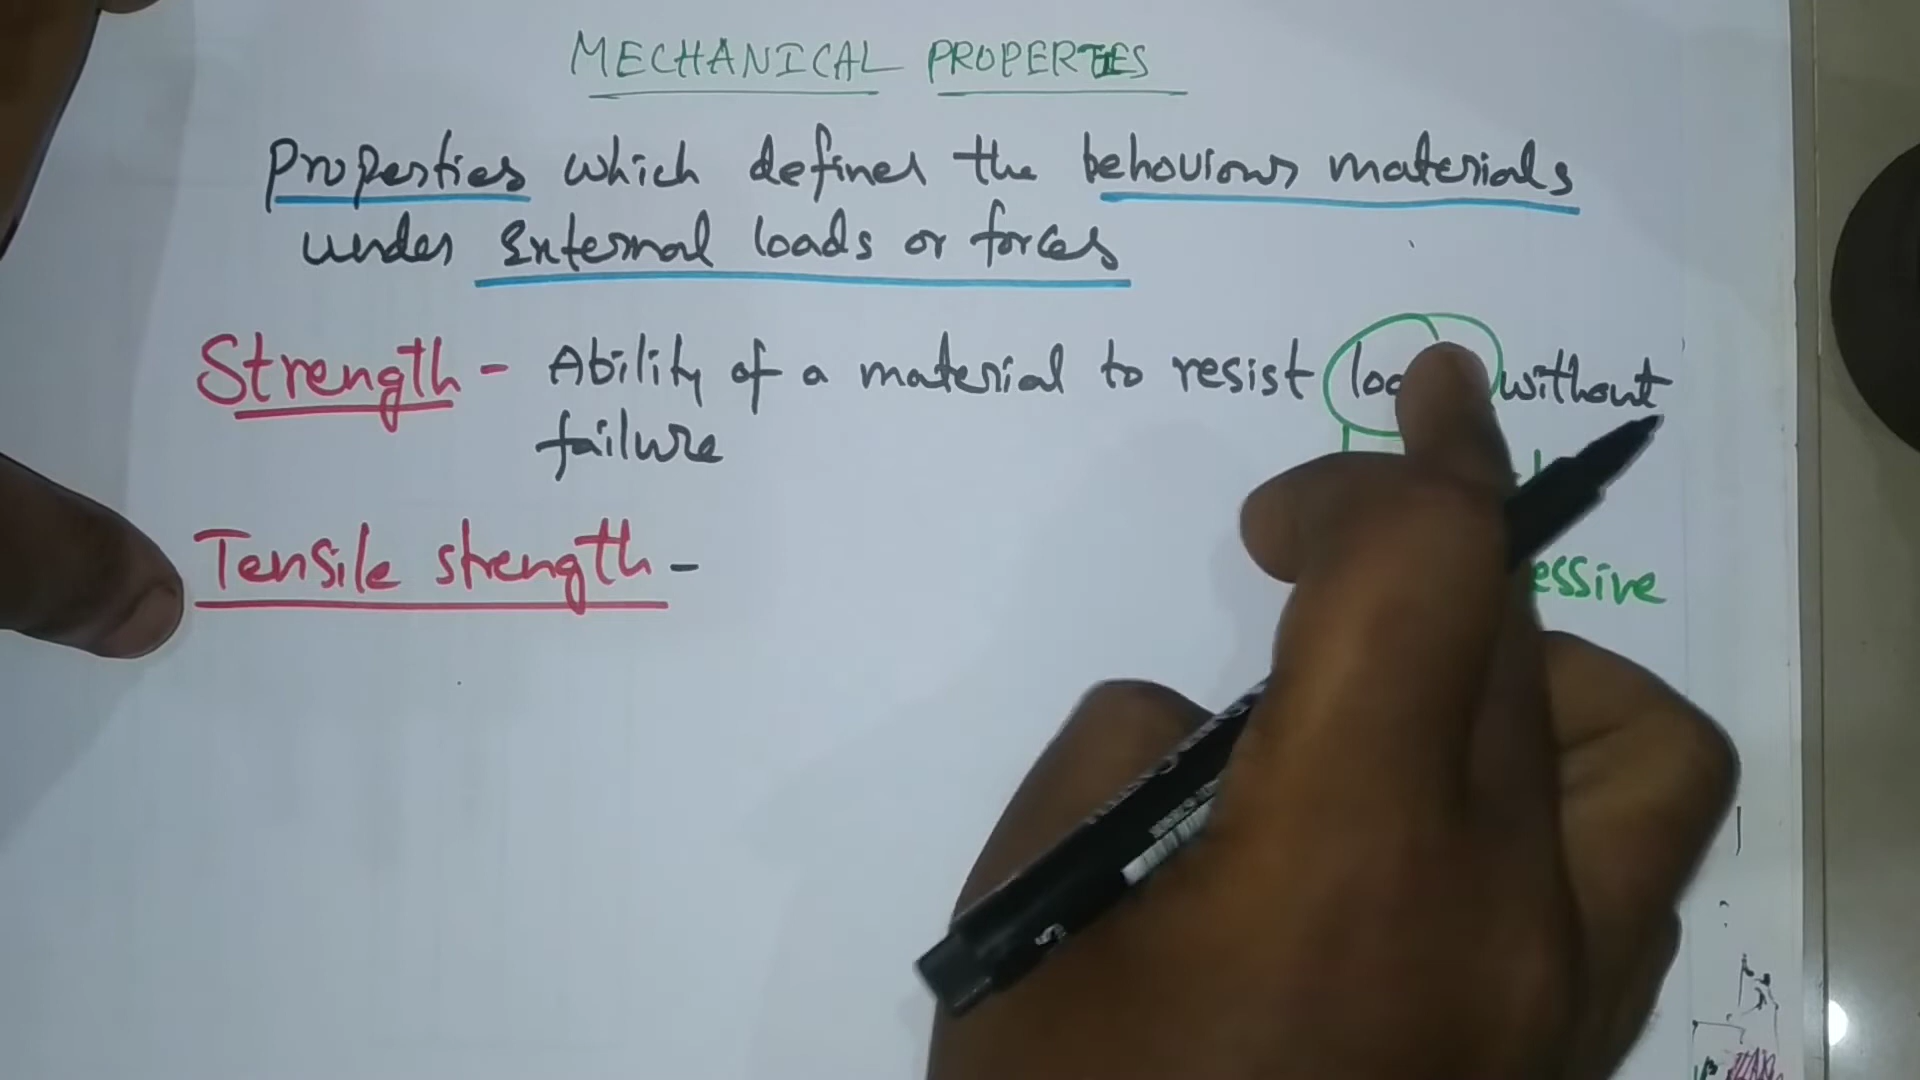 MECHANICAL PROPERTIES
Properties which defines the behaviours materials
under External loads or forces
Strength - Ability of a material to resist without
failure
Tensile strength -